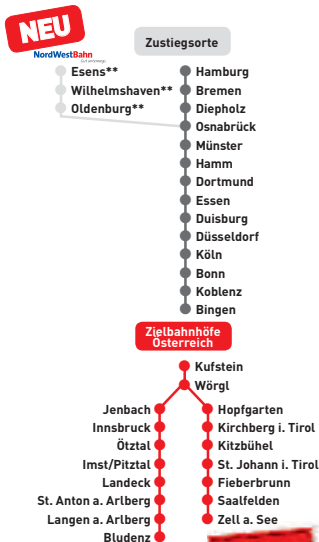 NEU
NordWestBahn
Gut unterwegs.
Zustiegsorte
Esens**
Wilhelmshaven**
Oldenburg**
Hamburg
Bremen
Diepholz
Osnabrück
Münster
Hamm
Dortmund
Essen
Duisburg
Düsseldorf
Köln
Bonn
Koblenz
Bingen
Zielbahnhöfe
Österreich
Kufstein
Wörgl
Jenbach
Innsbruck
Ötztal
Imst/Pitztal
Landeck
St. Anton a. Arlberg
Langen a. Arlberg
Bludenz
Hopfgarten
Kirchberg i. Tirol
Kitzbühel
St. Johann i. Tirol
Fieberbrunn
Saalfelden
Zell a. See